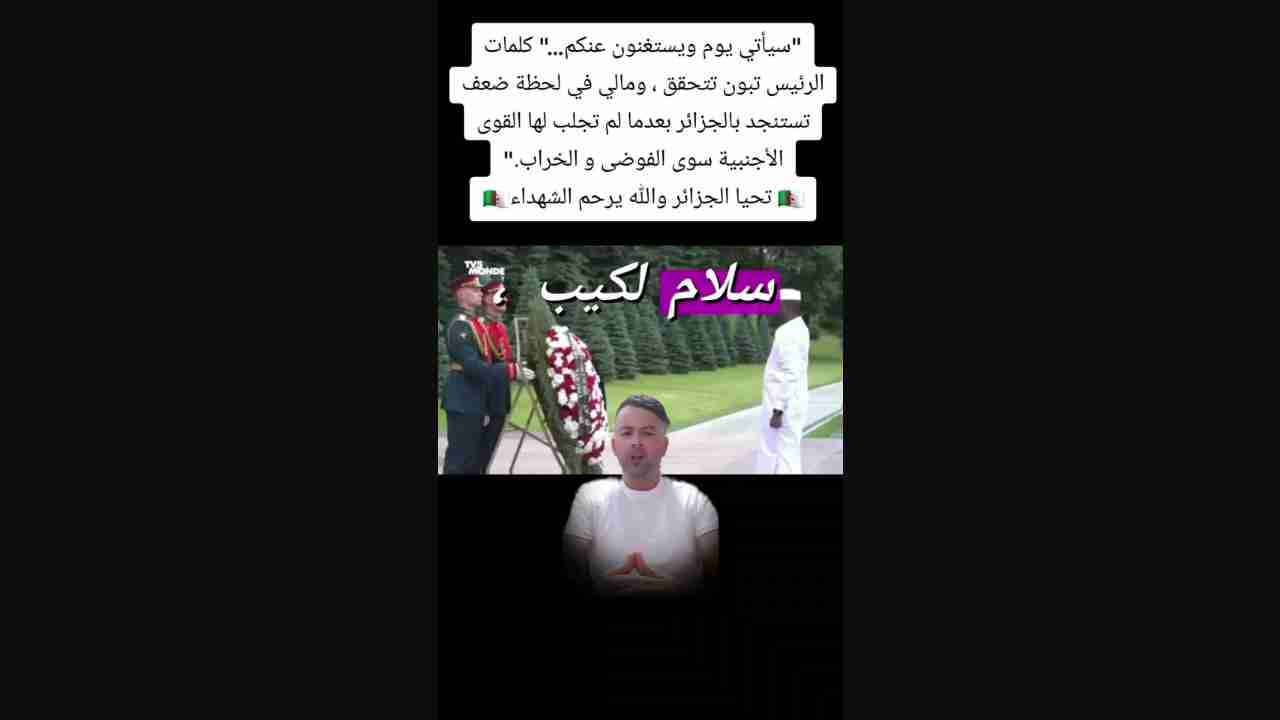 "سيأتي يوم ويستغنون عنكم..." كلمات
الرئيس تبون تتحقق ، ومالي في لحظة ضعف
تستنجد بالجزائر بعدما لم تجلب لها القوى
الأجنبية سوى الفوضى و الخراب."
🇩🇿 تحيا الجزائر والله يرحم الشهداء🇩🇿
TV5
MONDE
سلام لكيب ،